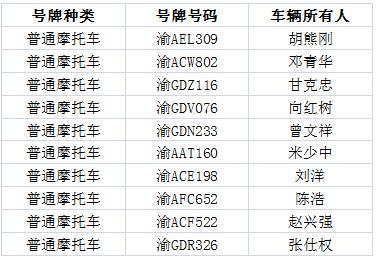 号牌种类 号牌号码 车辆所有人
普通摩托车 渝AEL309 胡熊刚
普通摩托车 渝ACW802 邓青华
普通摩托车 渝GDZ116 甘克忠
普通摩托车 渝GDV076 向红树
普通摩托车 渝GDN233 曾文祥
普通摩托车 渝AAT160 米少中
普通摩托车 渝ACE198 刘洋
普通摩托车 渝AFC652 陈浩
普通摩托车 渝ACF522 赵兴强
普通摩托车 渝GDR326 张仕权